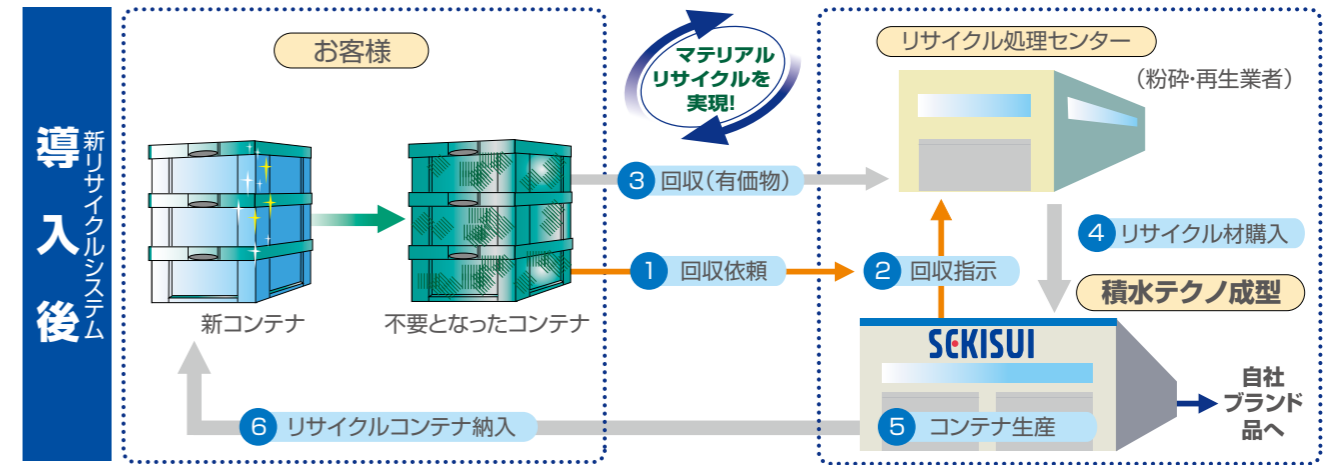 導入後
新リサイクルシステム
お客様
新コンテナ
不要となったコンテナ
マテリアル
リサイクルを
実現!
リサイクル処理センター
(粉砕・再生業者)
3 回収(有価物)
1 回収依頼
2 回収指示
4 リサイクル材購入
積水テクノ成型
SEKISUI
5 コンテナ生産
6 リサイクルコンテナ納入
自社
ブランド
品へ